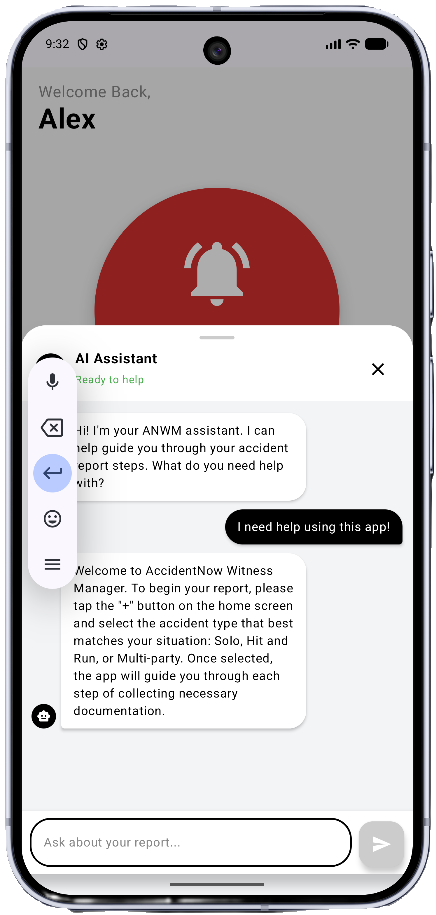 9:32
Welcome Back,
Alex
AI Assistant
Ready to help
Hi! I'm your ANWM assistant. I can
help guide you through your accident
report steps. What do you need help
with?
I need help using this app!
Welcome to AccidentNow Witness
Manager. To begin your report, please
tap the "+" button on the home screen
and select the accident type that best
matches your situation: Solo, Hit and
Run, or Multi-party. Once selected,
the app will guide you through each
step of collecting necessary
documentation.
Ask about your report...